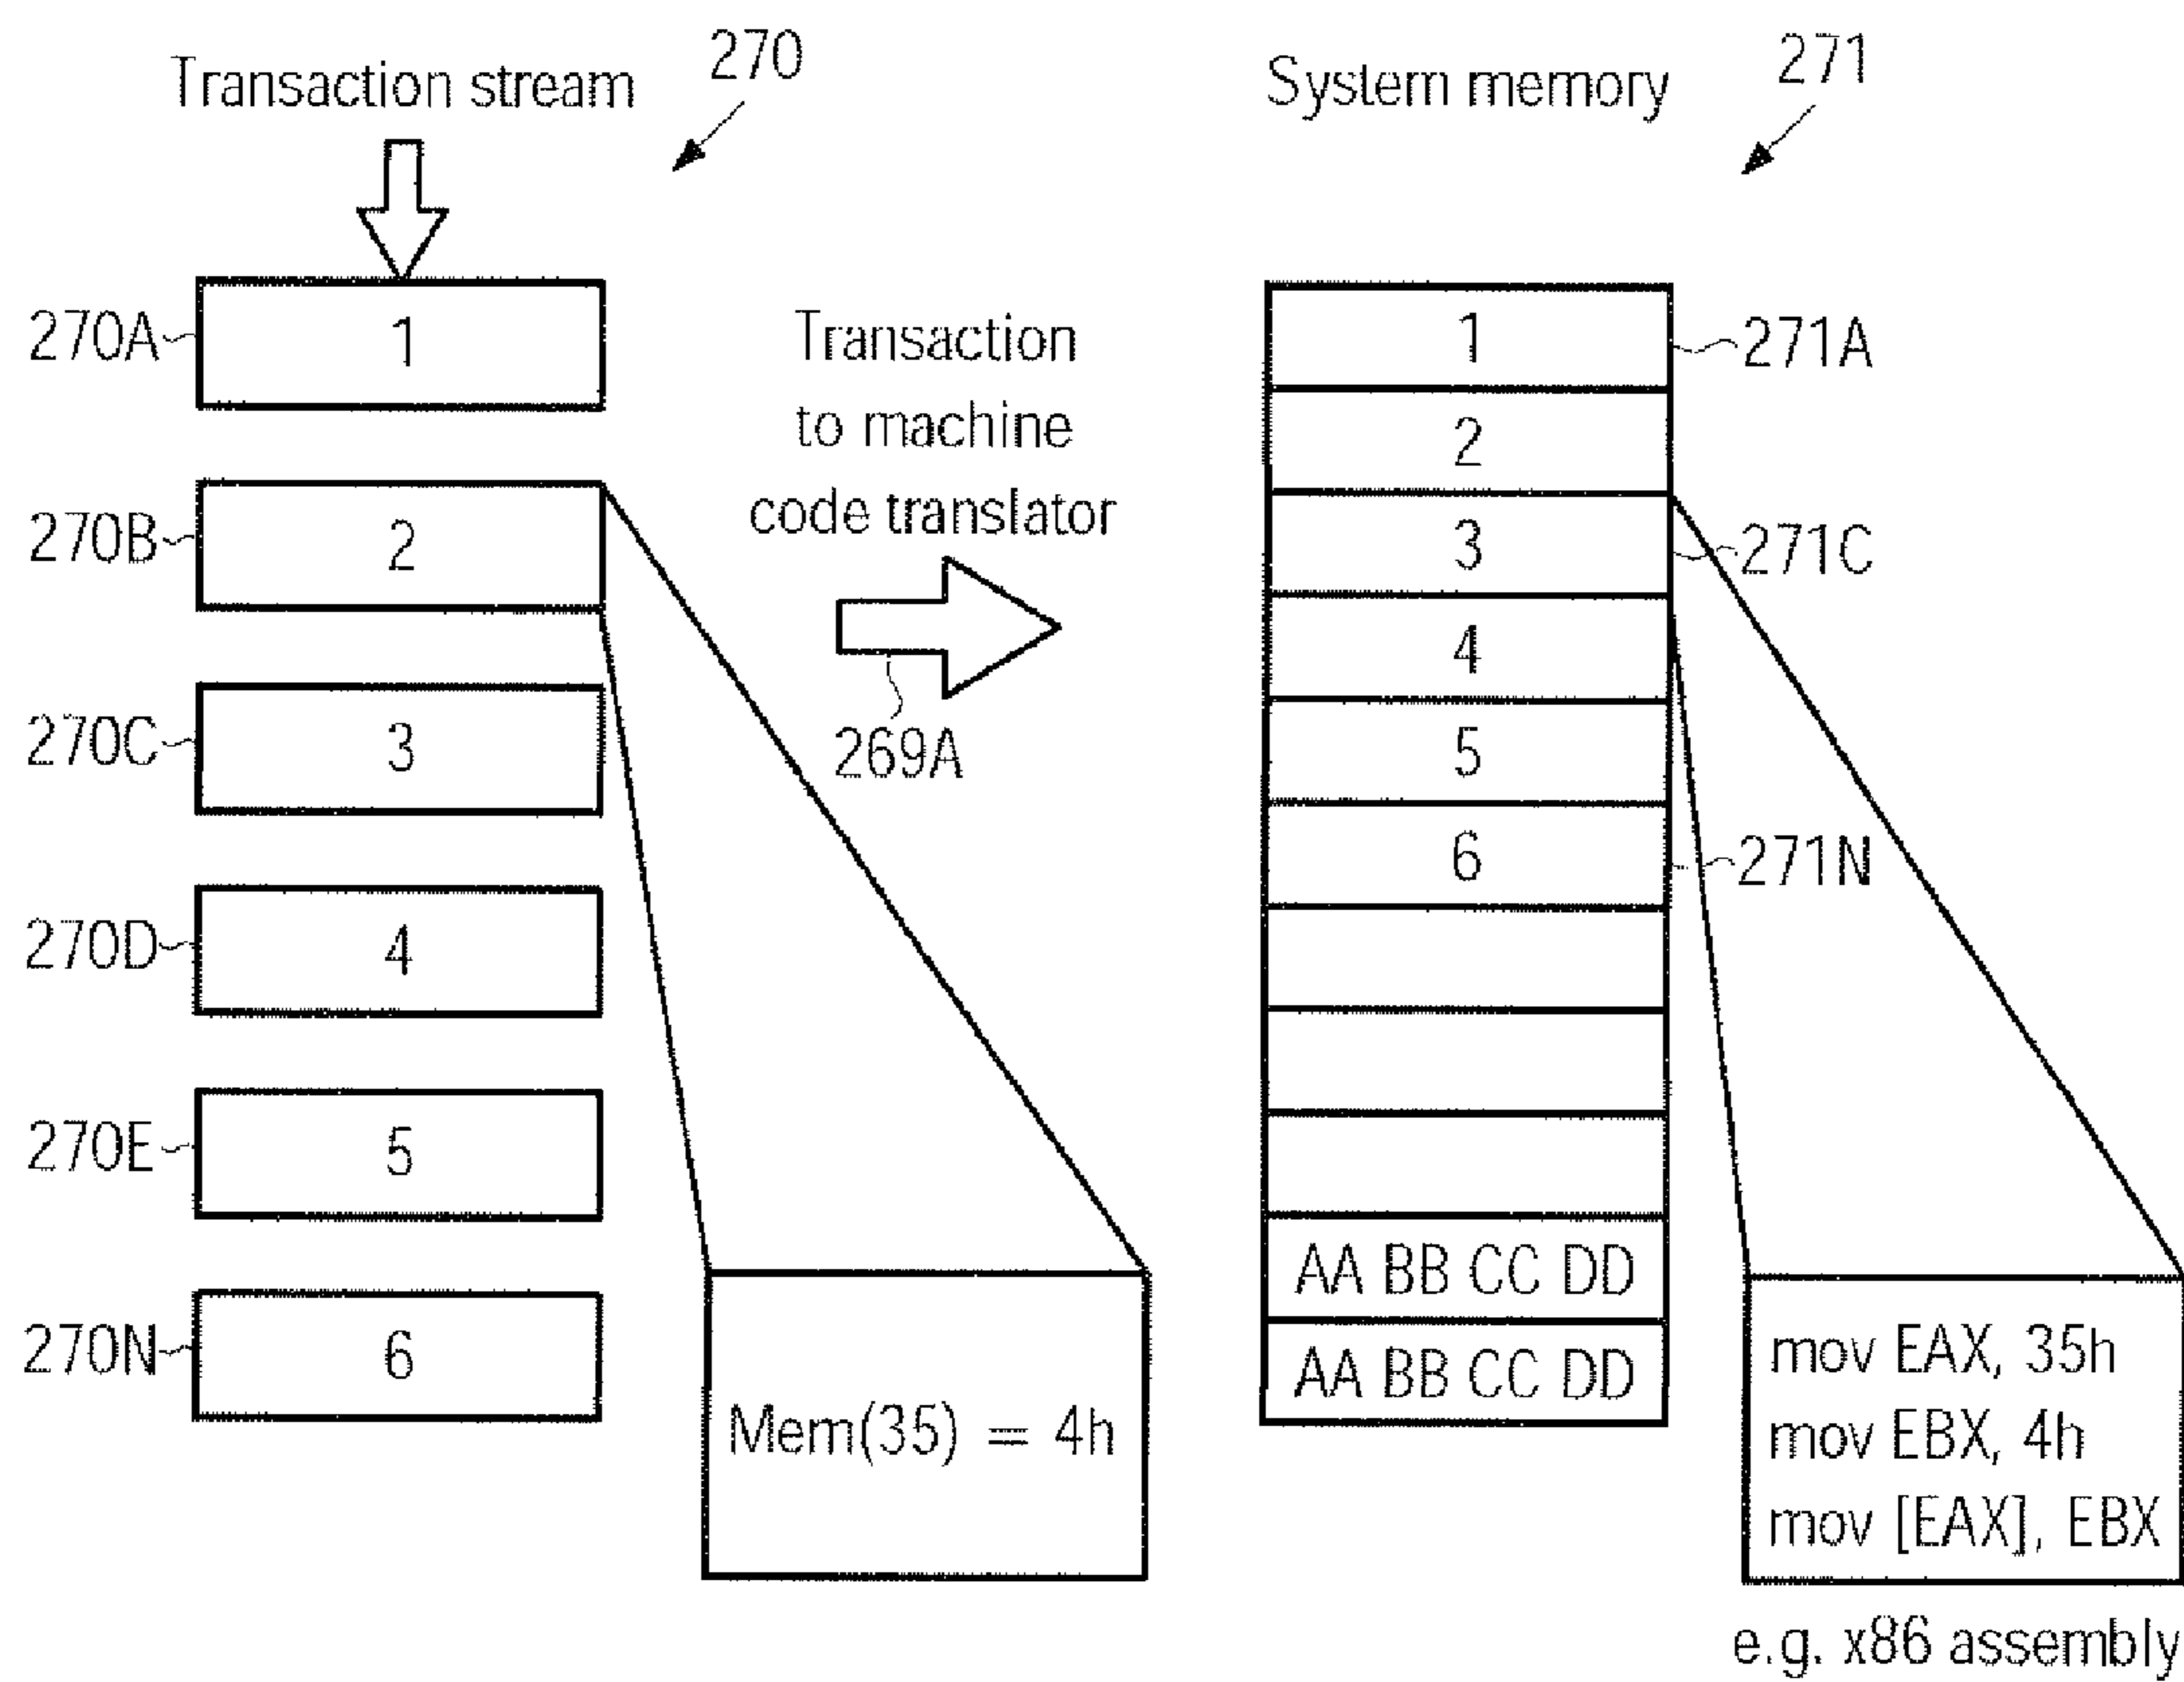 Transaction stream
270
270A
1
270B
2
270C
3
270D
4
270E
5
270N
6
Transaction
to machine
code translator
269A
Mem(35) = 4h
System memory
271
1
271A
2
3
271C
4
5
6
271N
AA BB CC DD
AA BB CC DD
mov EAX, 35h
mov EBX, 4h
mov [EAX], EBX
e.g. x86 assembly